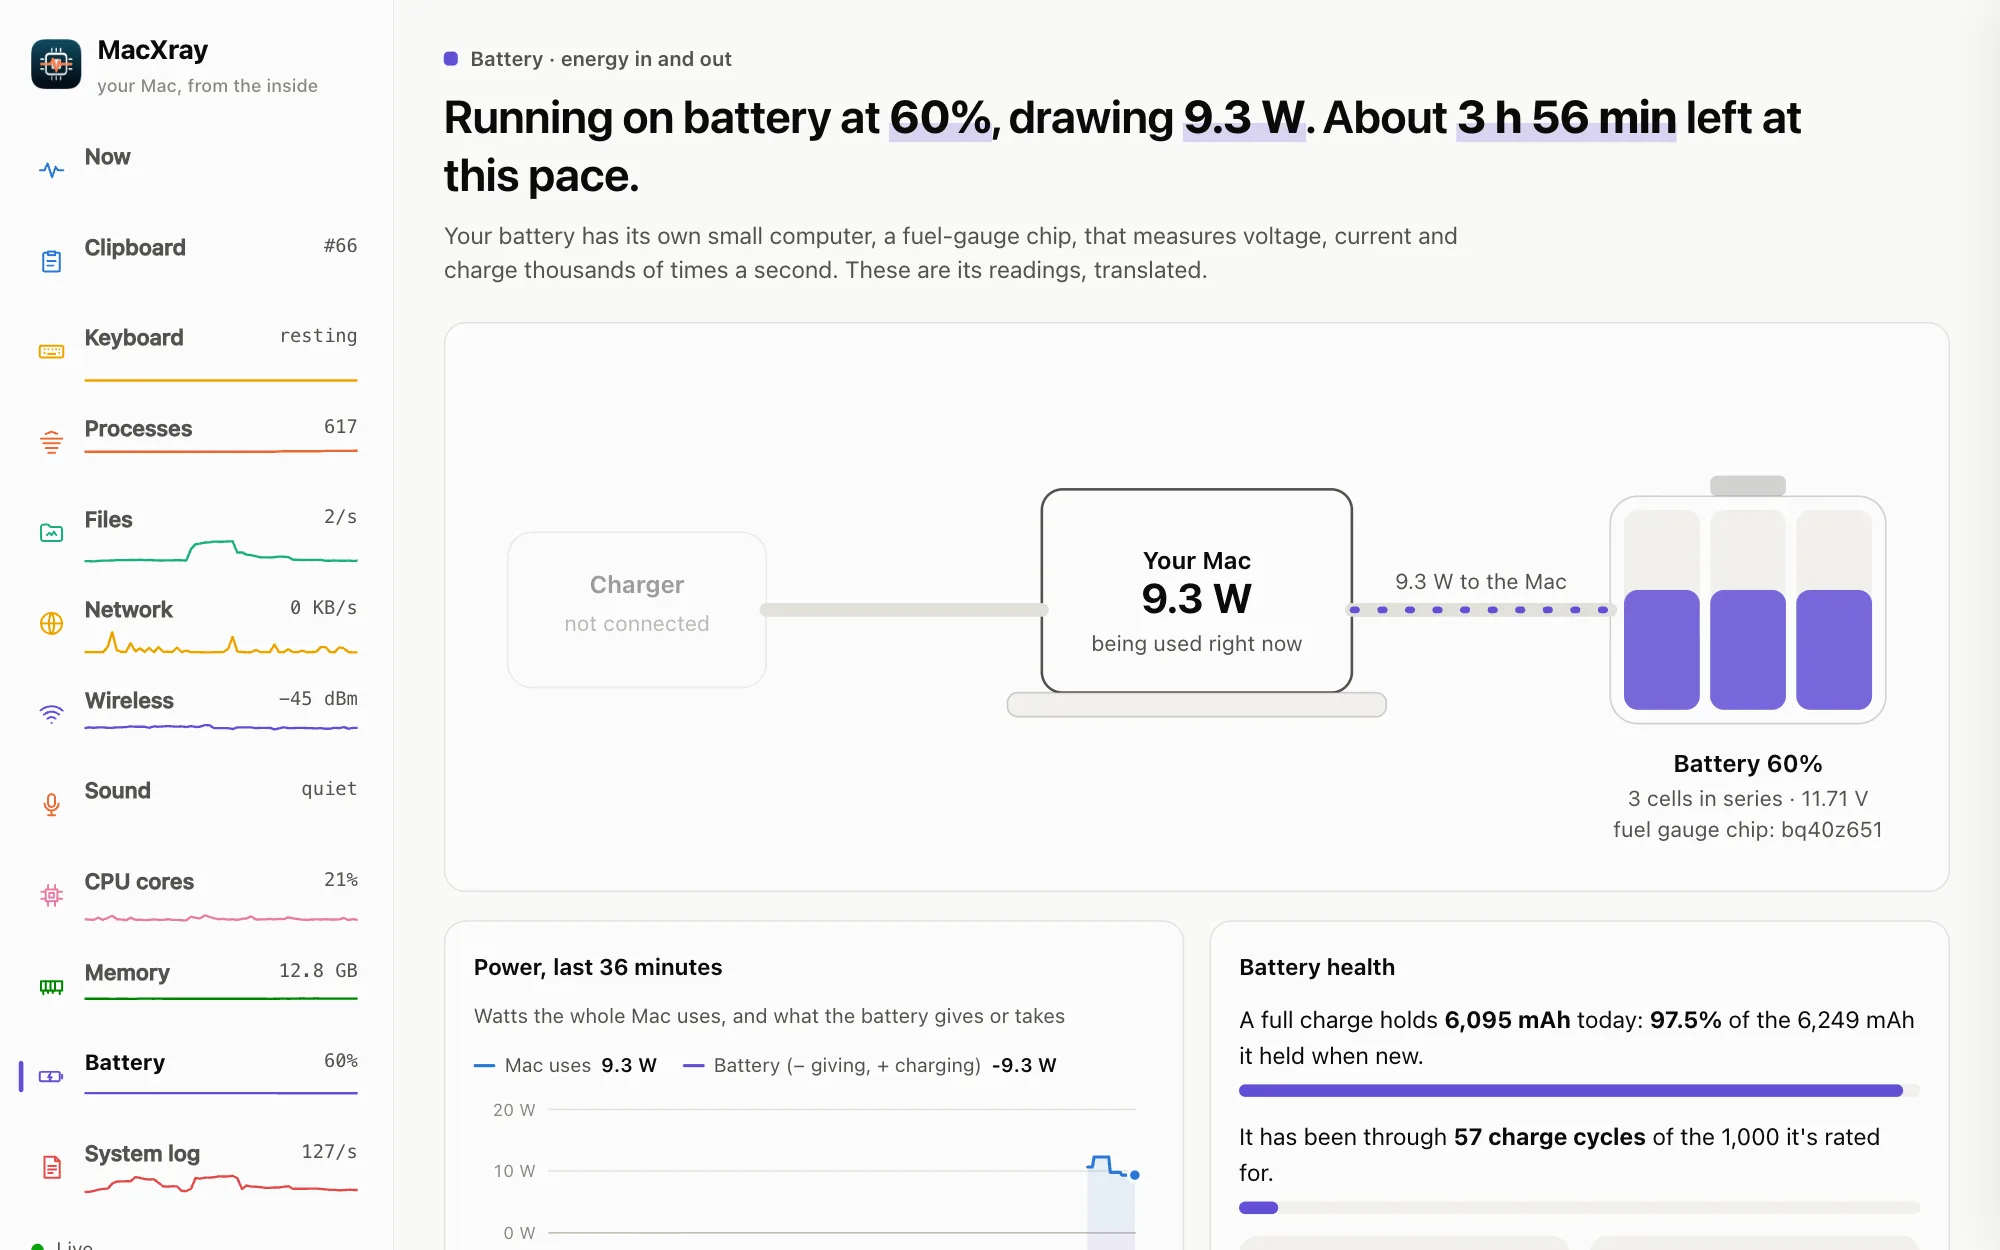 MacXray
your Mac, from the inside
Now
Clipboard #66
Keyboard resting
Processes 617
Files 2/s
Network 0 KB/s
Wireless −45 dBm
Sound quiet
CPU cores 21%
Memory 12.8 GB
Battery 60%
System log 127/s
Live
Battery · energy in and out
Running on battery at 60%, drawing 9.3 W. About 3 h 56 min left at
this pace.
Your battery has its own small computer, a fuel-gauge chip, that measures voltage, current and
charge thousands of times a second. These are its readings, translated.
Charger
not connected
Your Mac
9.3 W
being used right now
9.3 W to the Mac
Battery 60%
3 cells in series · 11.71 V
fuel gauge chip: bq40z651
Power, last 36 minutes
Watts the whole Mac uses, and what the battery gives or takes
Mac uses 9.3 W Battery (− giving, + charging) -9.3 W
20 W
10 W
0 W
Battery health
A full charge holds 6,095 mAh today: 97.5% of the 6,249 mAh
it held when new.
It has been through 57 charge cycles of the 1,000 it's rated
for.